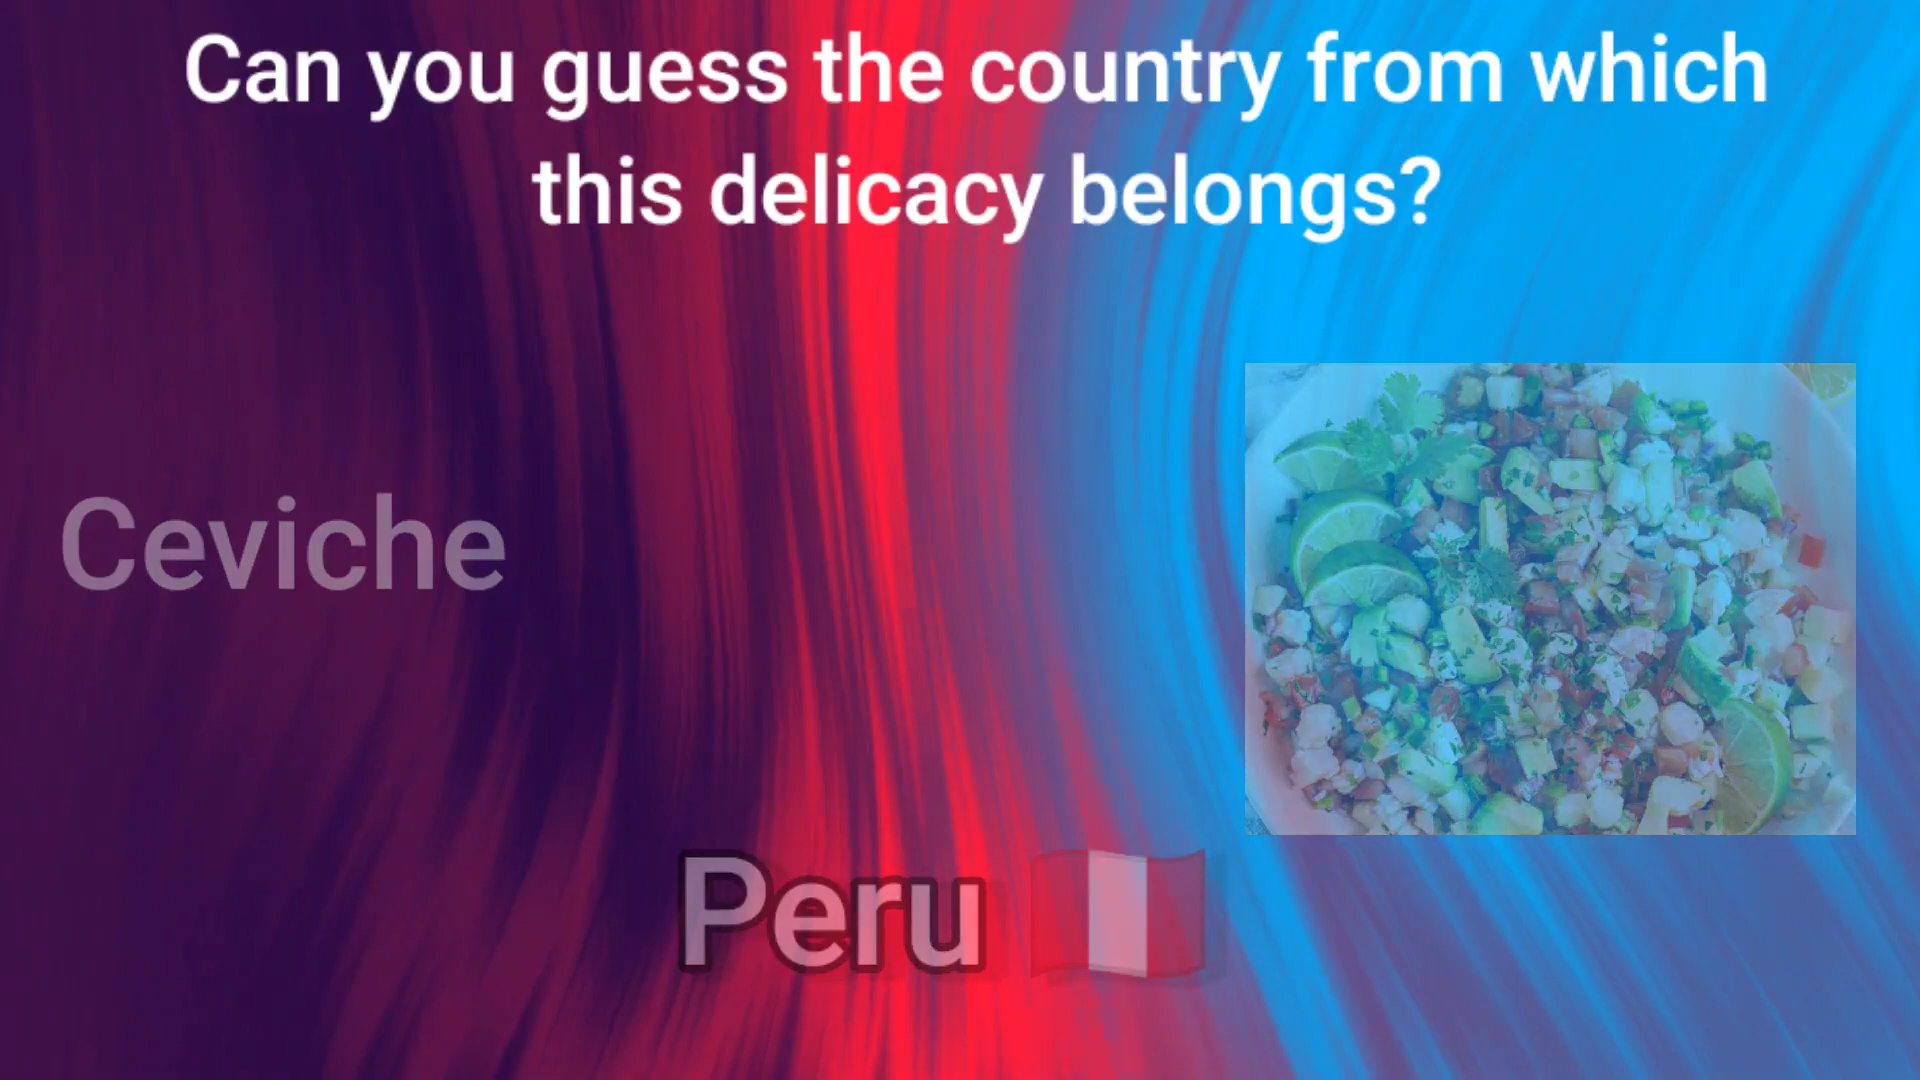 Can you guess the country from which
this delicacy belongs?
Ceviche
Peru 🇵🇪